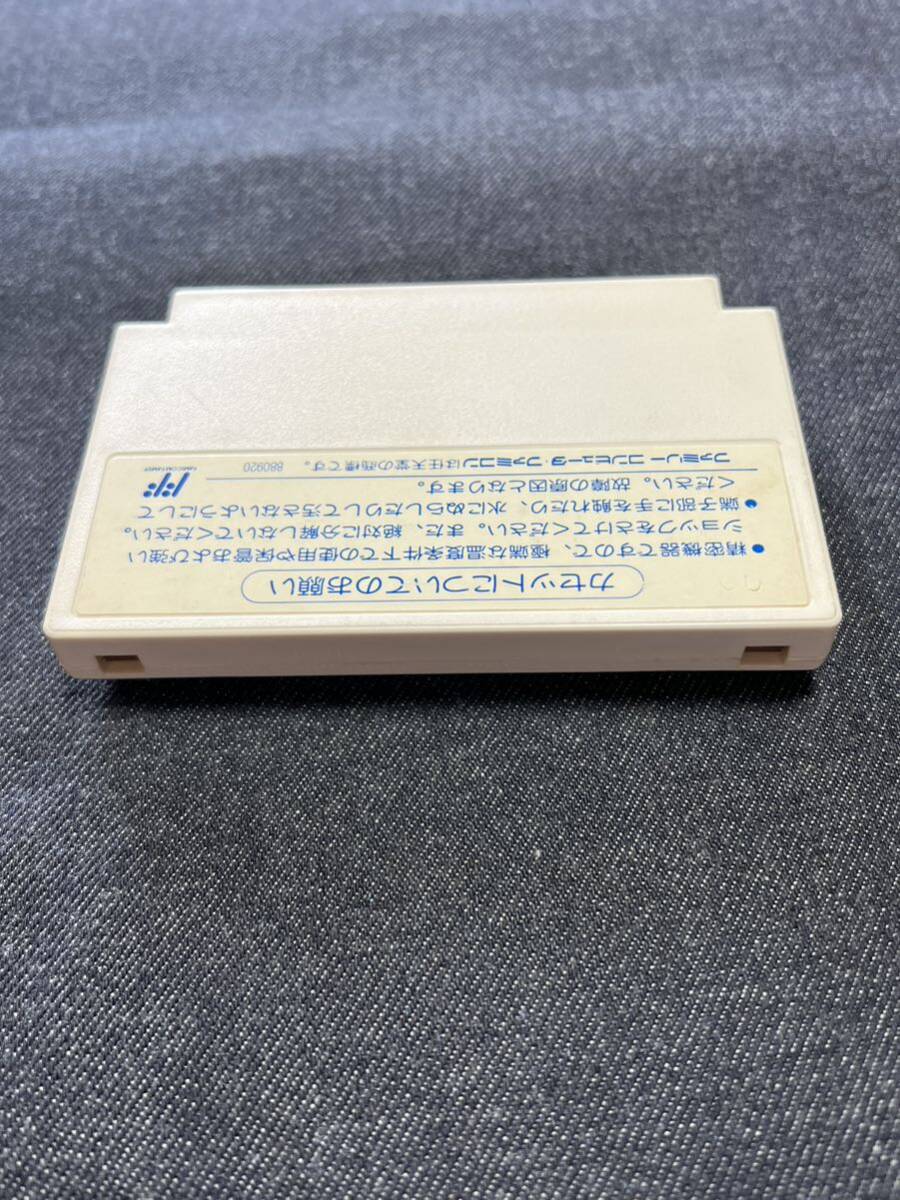 カセットについてのお願い
●精密機器ですので、極端な温度条件下での使用や保管および強い
ショックをさけてください。また、絶対に分解しないでください。
●端子部に手を触れたり、水にぬらしたりして汚さないようにして
ください。故障の原因となります。
ファミリーコンピュータ・ファミコンは任天堂の商標です。 880920
FAMICOM FAMILY